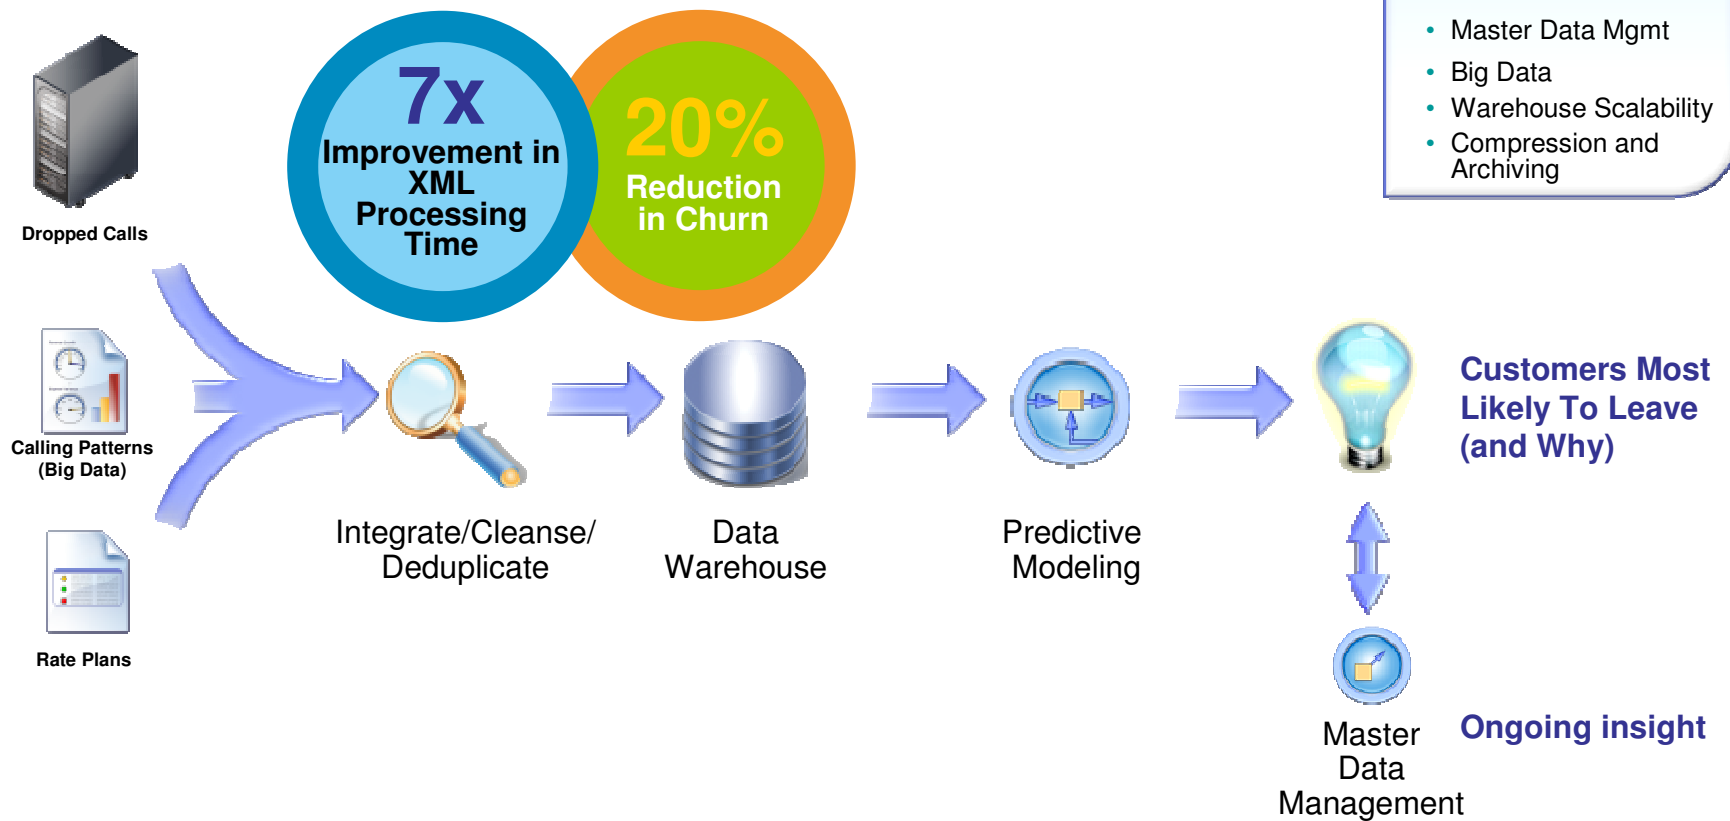 • Master Data Mgmt
• Big Data
• Warehouse Scalability
• Compression and
Archiving
7x
Improvement in
XML
Processing
Time
20%
Reduction
in Churn
Dropped Calls
Calling Patterns
(Big Data)
Rate Plans
Integrate/Cleanse/
Deduplicate
Data
Warehouse
Predictive
Modeling
Customers Most
Likely To Leave
(and Why)
Master
Data
Management
Ongoing insight